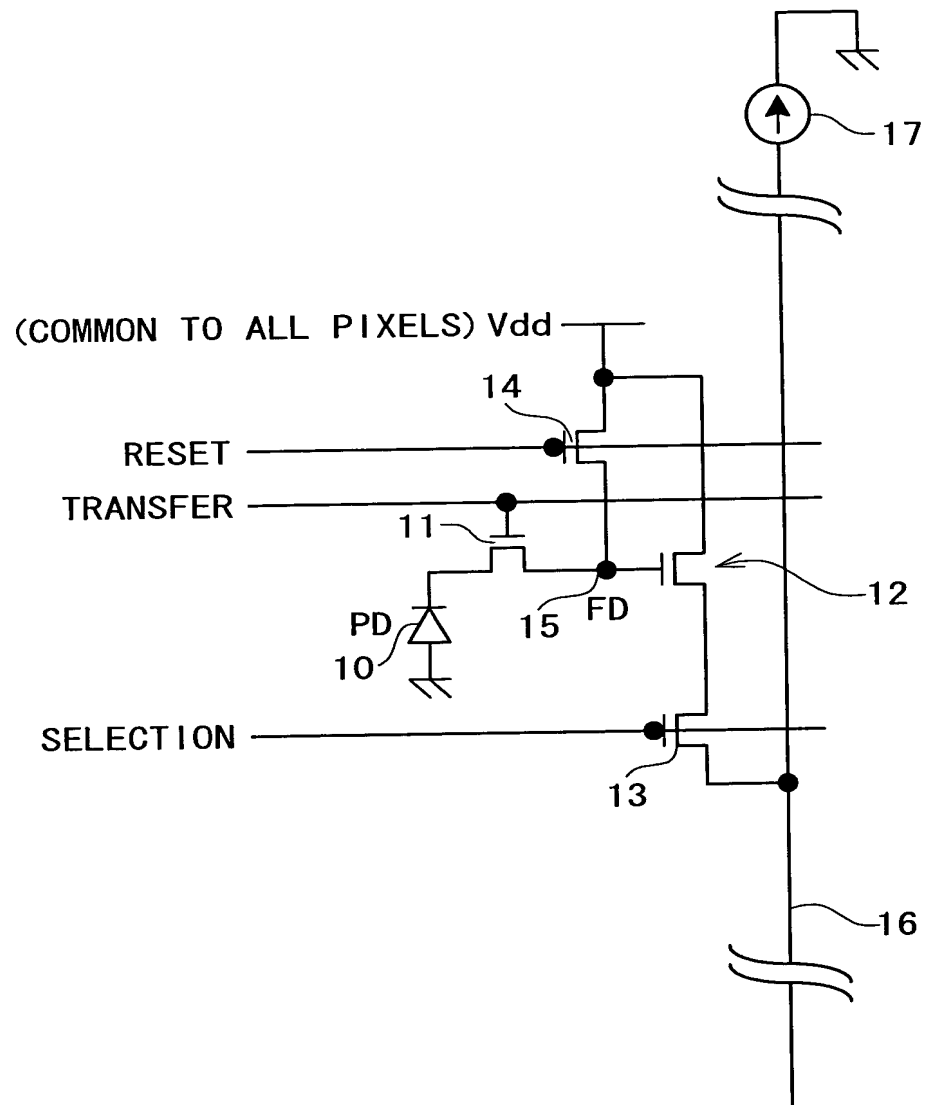 17
(COMMON TO ALL PIXELS) Vdd
14
RESET
TRANSFER
11
12
15
FD
PD
10
SELECTION
13
16